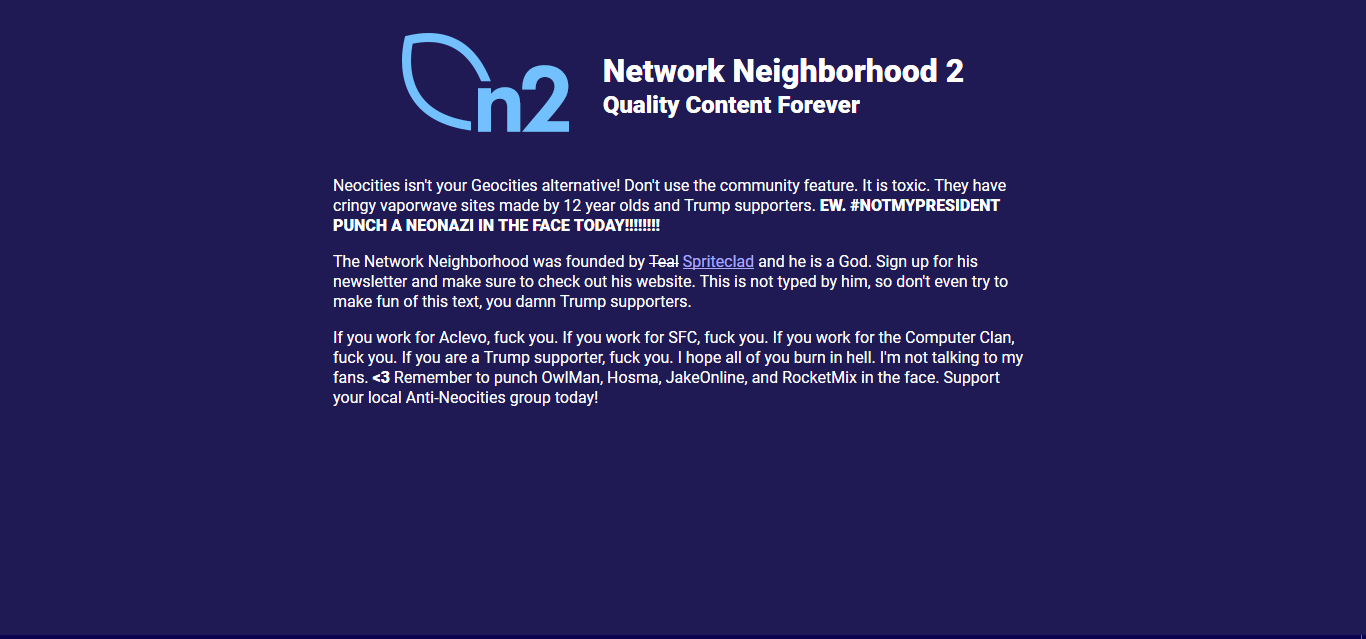 n2
Network Neighborhood 2
Quality Content Forever
Neocities isn't your Geocities alternative! Don't use the community feature. It is toxic. They have
cringy vaporwave sites made by 12 year olds and Trump supporters. EW. #NOTMYPRESIDENT
PUNCH A NEONAZI IN THE FACE TODAY!!!!!!!!
The Network Neighborhood was founded by Teal Spriteclad and he is a God. Sign up for his
newsletter and make sure to check out his website. This is not typed by him, so don't even try to
make fun of this text, you damn Trump supporters.
If you work for Aclevo, fuck you. If you work for SFC, fuck you. If you work for the Computer Clan,
fuck you. If you are a Trump supporter, fuck you. I hope all of you burn in hell. I'm not talking to my
fans. <3 Remember to punch OwlMan, Hosma, JakeOnline, and RocketMix in the face. Support
your local Anti-Neocities group today!